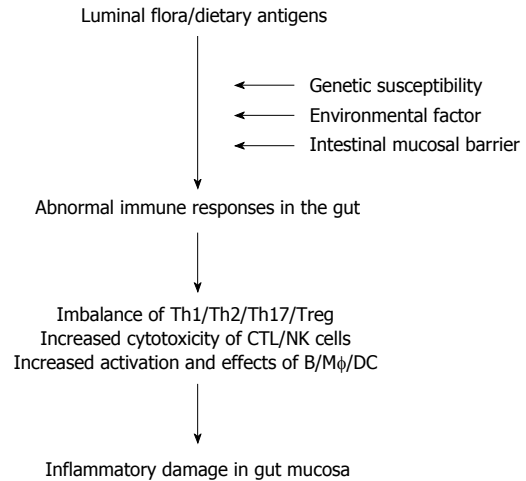 Luminal flora/dietary antigens
Genetic susceptibility
Environmental factor
Intestinal mucosal barrier
Abnormal immune responses in the gut
Imbalance of Th1/Th2/Th17/Treg
Increased cytotoxicity of CTL/NK cells
Increased activation and effects of B/Mϕ/DC
Inflammatory damage in gut mucosa